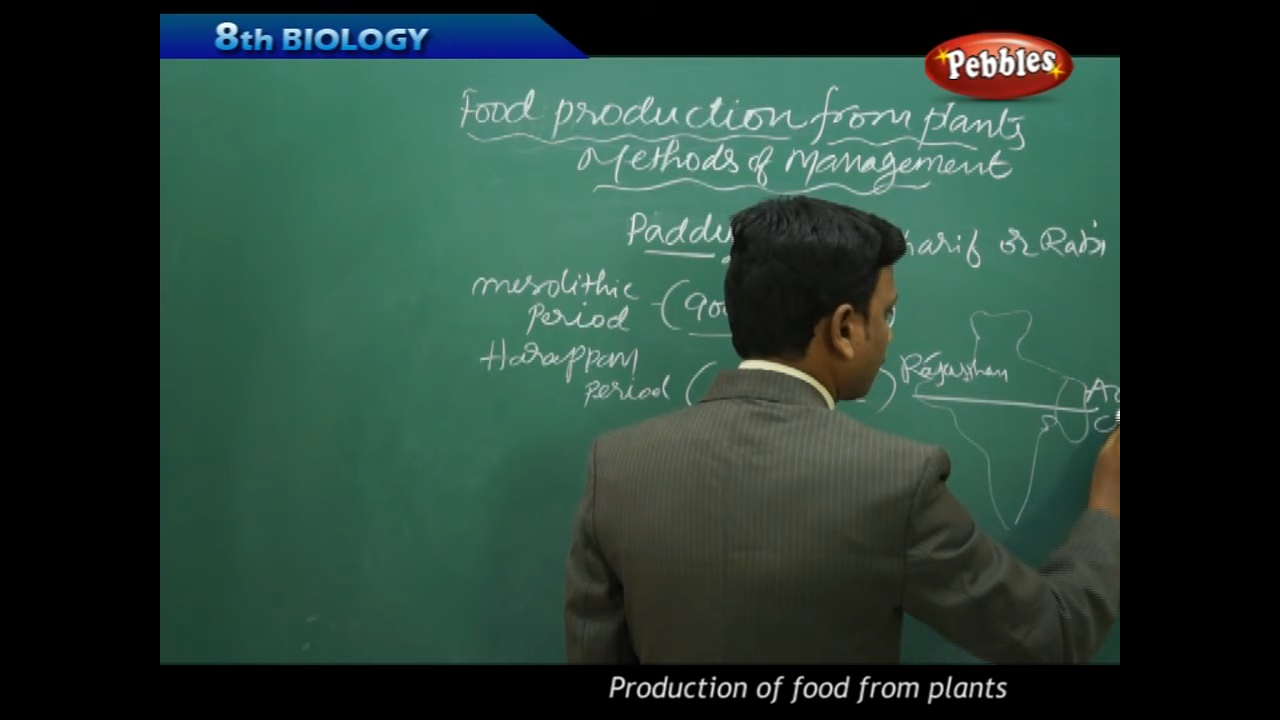 8th BIOLOGY
Pebbles
Food production from plants
Methods of Management
Paddy
or Rabi
mesolithic
Period
Harappan
Period
Rajasthan
Production of food from plants